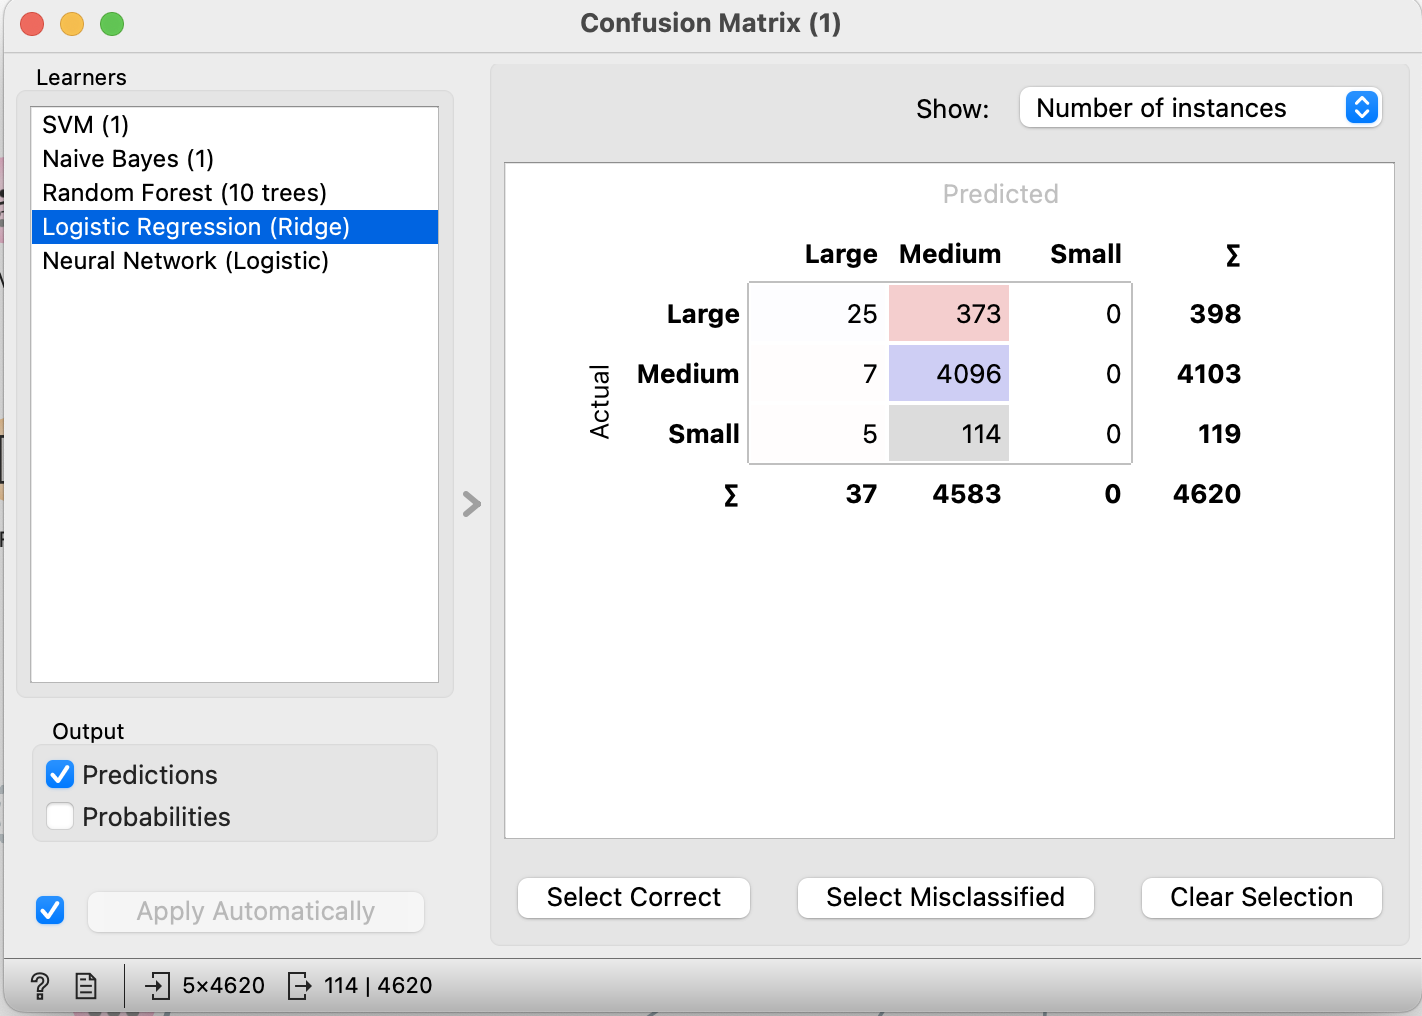 Confusion Matrix (1)
Learners
SVM (1)
Naive Bayes (1)
Random Forest (10 trees)
Logistic Regression (Ridge)
Neural Network (Logistic)
Output
Predictions
Probabilities
Apply Automatically
Show: Number of instances
Predicted
Large Medium Small Σ
Actual
Large 25 373 0 398
Medium 7 4096 0 4103
Small 5 114 0 119
Σ 37 4583 0 4620
Select Correct Select Misclassified Clear Selection
? 5×4620 114 | 4620